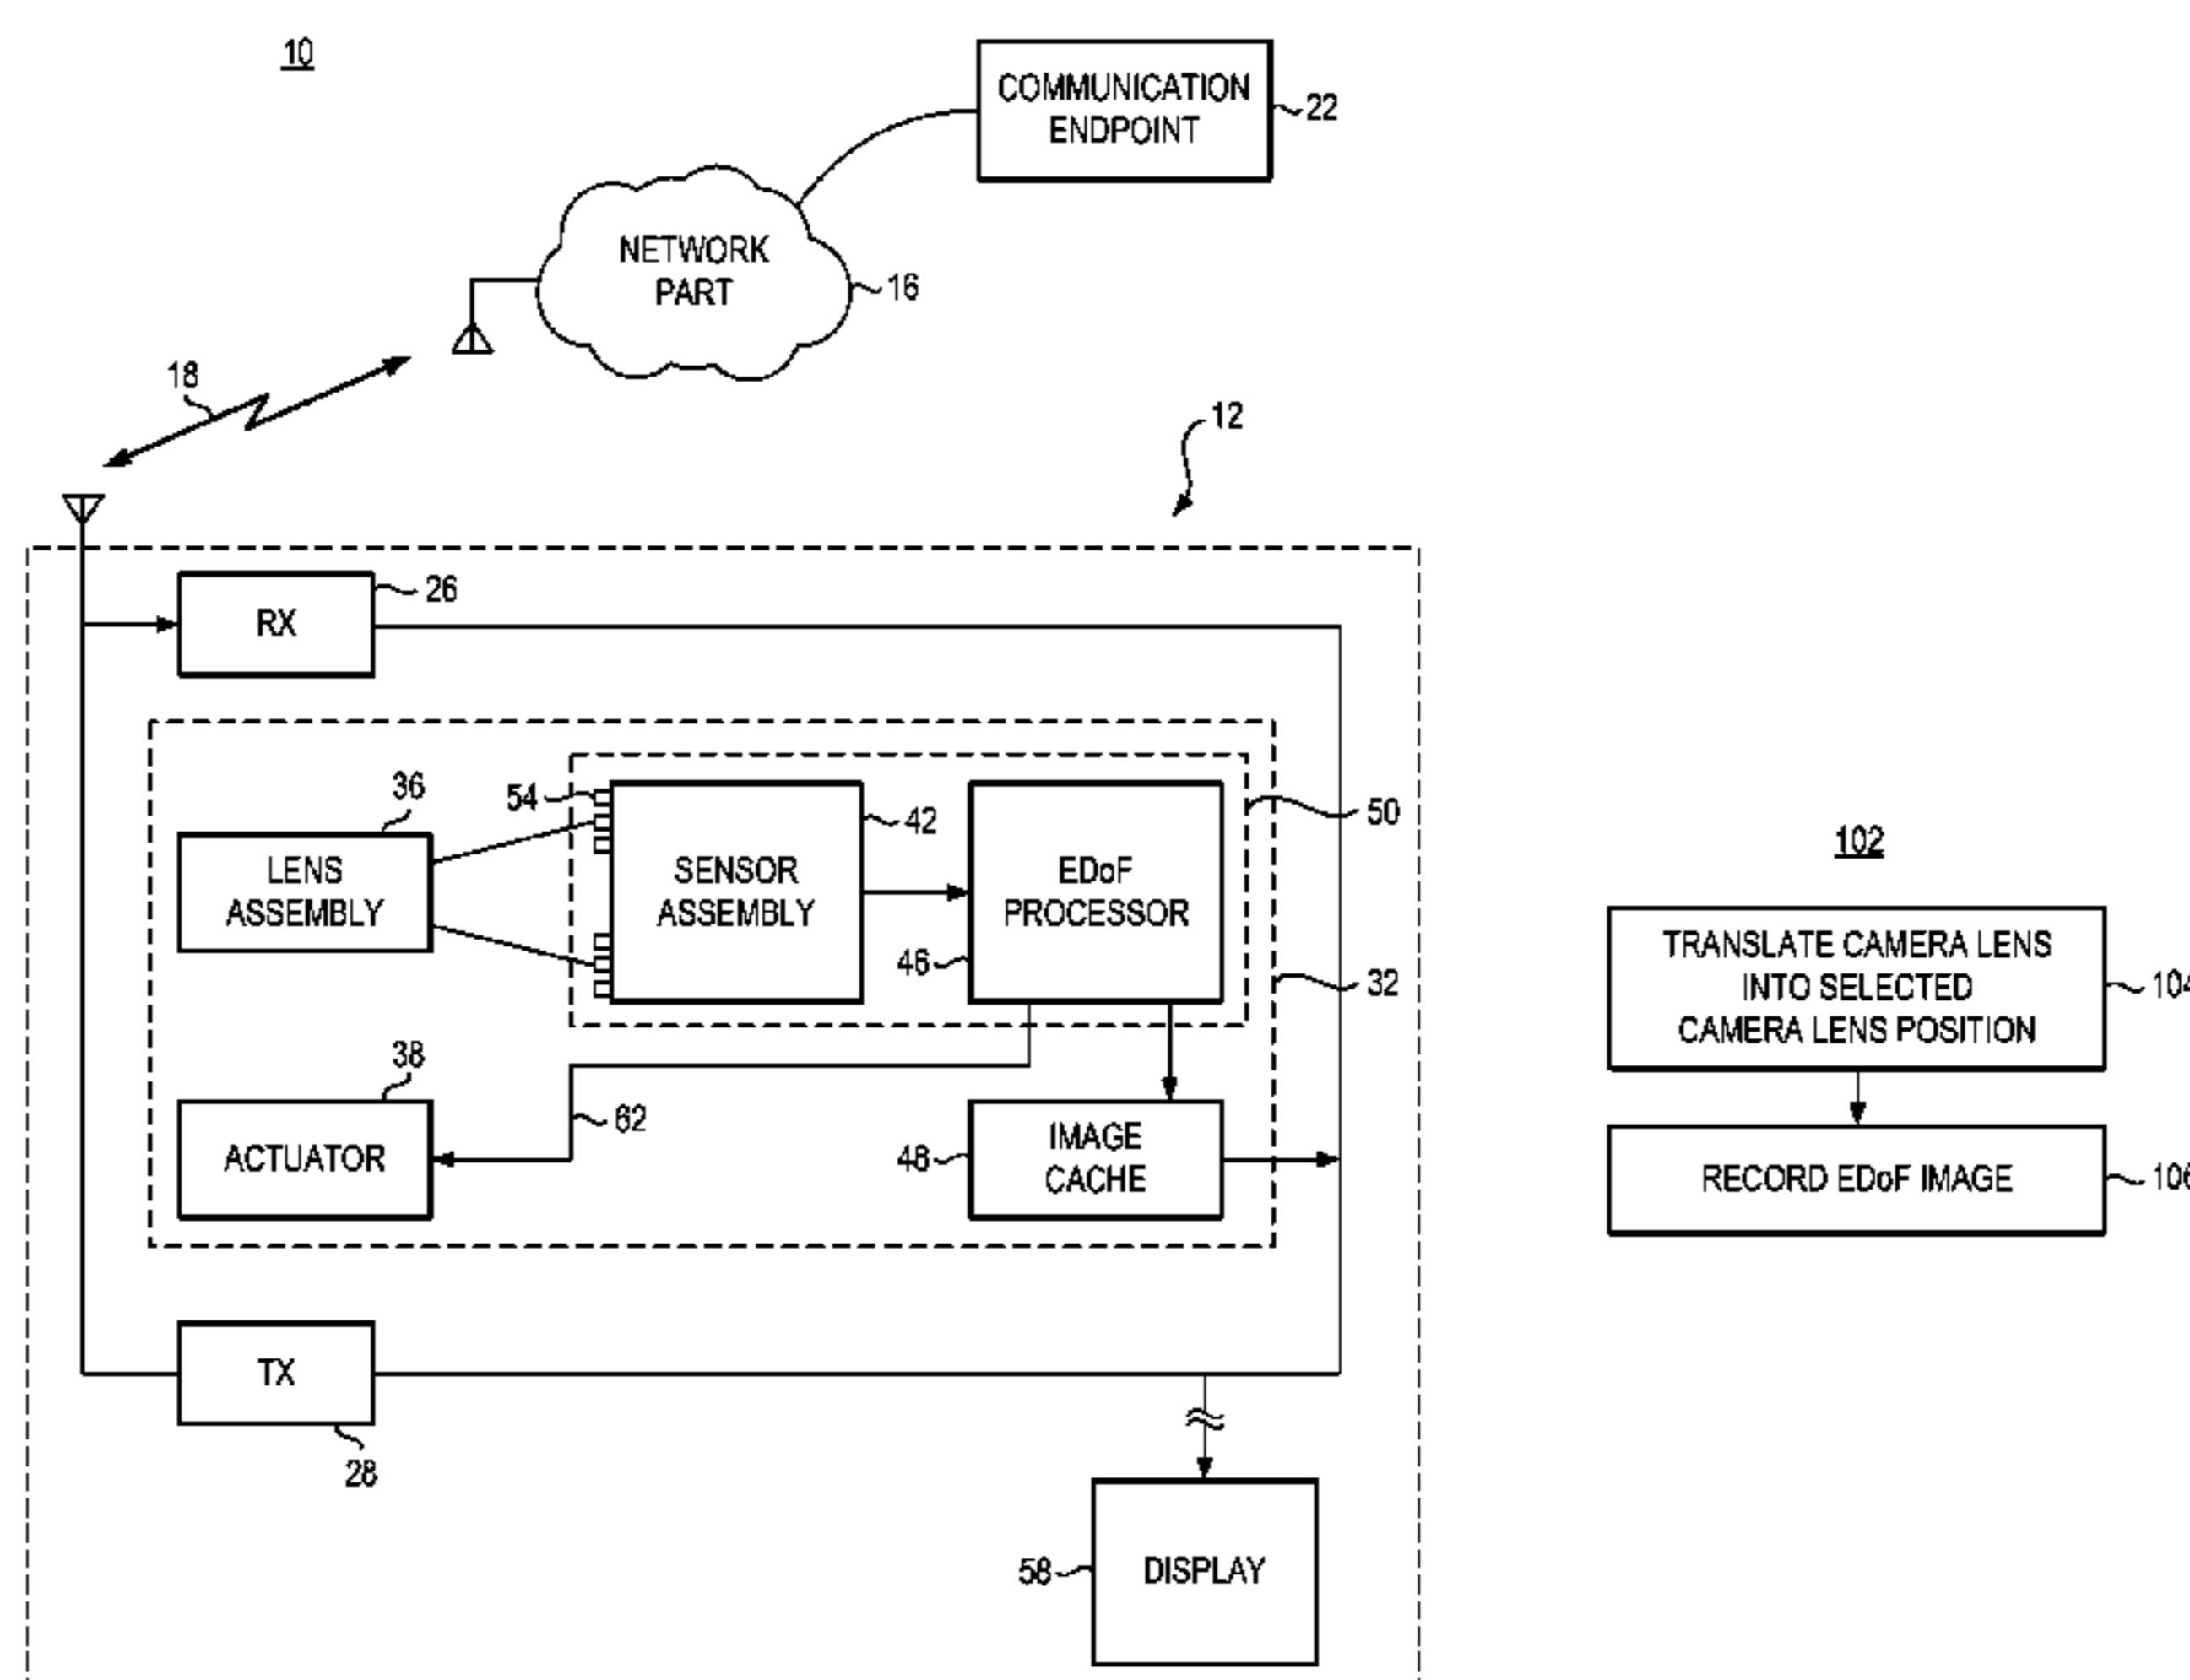 10
COMMUNICATION
ENDPOINT
22
NETWORK
PART
16
18
12
RX
26
36
LENS
ASSEMBLY
54
SENSOR
ASSEMBLY
42
EDoF
PROCESSOR
46
50
32
38
ACTUATOR
62
IMAGE
CACHE
48
TX
28
58
DISPLAY
102
TRANSLATE CAMERA LENS
INTO SELECTED
CAMERA LENS POSITION
104
RECORD EDoF IMAGE
106